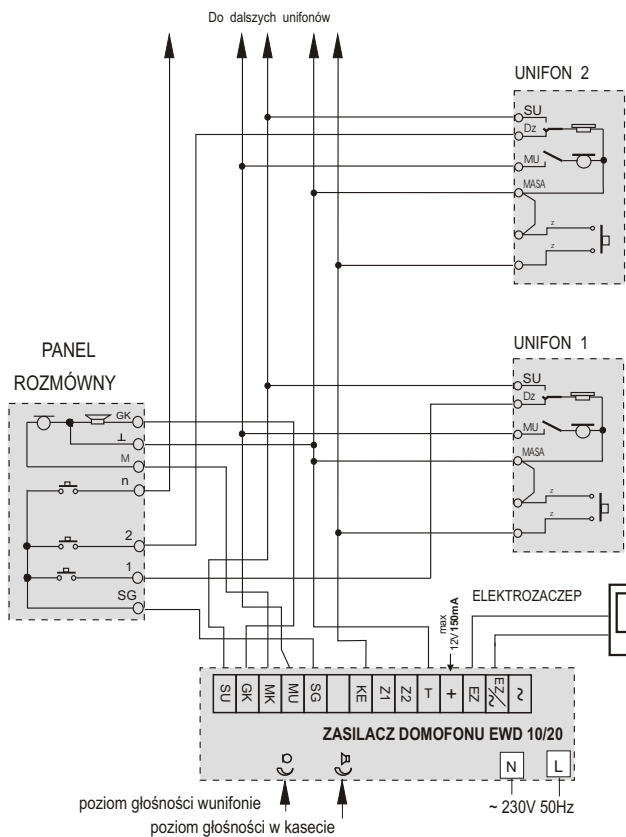 Do dalszych unifonów
UNIFON 2
SU
Dz
MU
MASA
z
z
UNIFON 1
SU
Dz
MU
MASA
z
z
PANEL
ROZMÓWNY
GK
⊥
M
n
2
1
SG
ELEKTROZACZEP
max
12V150mA
SU GK MK MU SG KE Z1 Z2 T + EZ EZ/~ ~
ZASILACZ DOMOFONU EWD 10/20
N L
poziom głośności wunifonie
poziom głośności w kasecie
~ 230V 50Hz